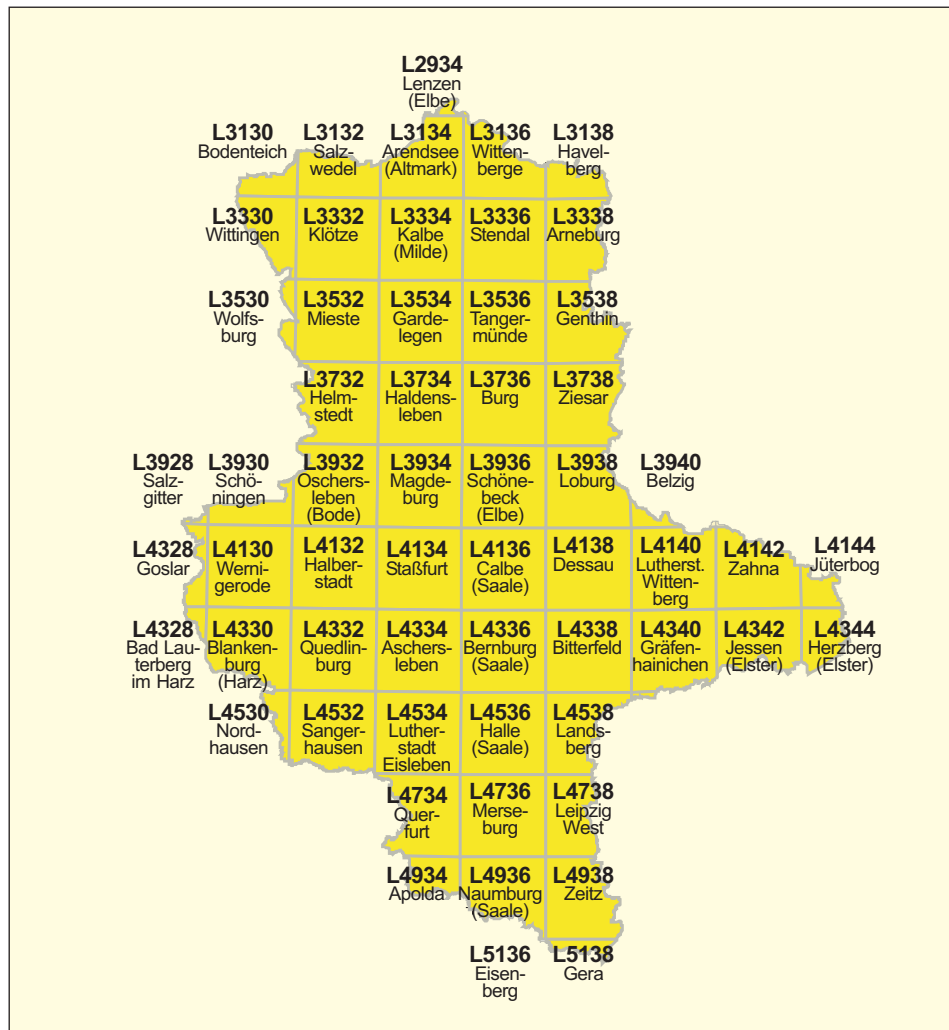 L2934
Lenzen
(Elbe)
L3130
Bodenteich
L3132
Salz-
wedel
L3134
Arendsee
(Altmark)
L3136
Witten-
berge
L3138
Havel-
berg
L3330
Wittingen
L3332
Klötze
L3334
Kalbe
(Milde)
L3336
Stendal
L3338
Arneburg
L3530
Wolfs-
burg
L3532
Mieste
L3534
Garde-
legen
L3536
Tanger-
münde
L3538
Genthin
L3732
Helm-
stedt
L3734
Haldens-
leben
L3736
Burg
L3738
Ziesar
L3928
Salz-
gitter
L3930
Schö-
ningen
L3932
Oschers-
leben
(Bode)
L3934
Magde-
burg
L3936
Schöne-
beck
(Elbe)
L3938
Loburg
L3940
Belzig
L4328
Goslar
L4130
Werni-
gerode
L4132
Halber-
stadt
L4134
Staßfurt
L4136
Calbe
(Saale)
L4138
Dessau
L4140
Lutherst.
Witten-
berg
L4142
Zahna
L4144
Jüterbog
L4328
Bad Lau-
terberg
im Harz
L4330
Blanken-
burg
(Harz)
L4332
Quedlin-
burg
L4334
Aschers-
leben
L4336
Bernburg
(Saale)
L4338
Bitterfeld
L4340
Gräfen-
hainichen
L4342
Jessen
(Elster)
L4344
Herzberg
(Elster)
L4530
Nord-
hausen
L4532
Sanger-
hausen
L4534
Luther-
stadt
Eisleben
L4536
Halle
(Saale)
L4538
Lands-
berg
L4734
Quer-
furt
L4736
Merse-
burg
L4738
Leipzig
West
L4934
Apolda
L4936
Naumburg
(Saale)
L4938
Zeitz
L5136
Eisen-
berg
L5138
Gera